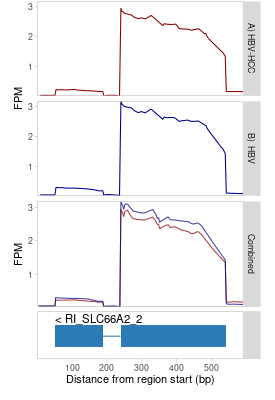 3
2
1
FPM
A) HBV-HCC
3
2
1
B) HBV
3
2
1
FPM
Combined
< RI_SLC66A2_2
100 200 300 400 500
Distance from region start (bp)